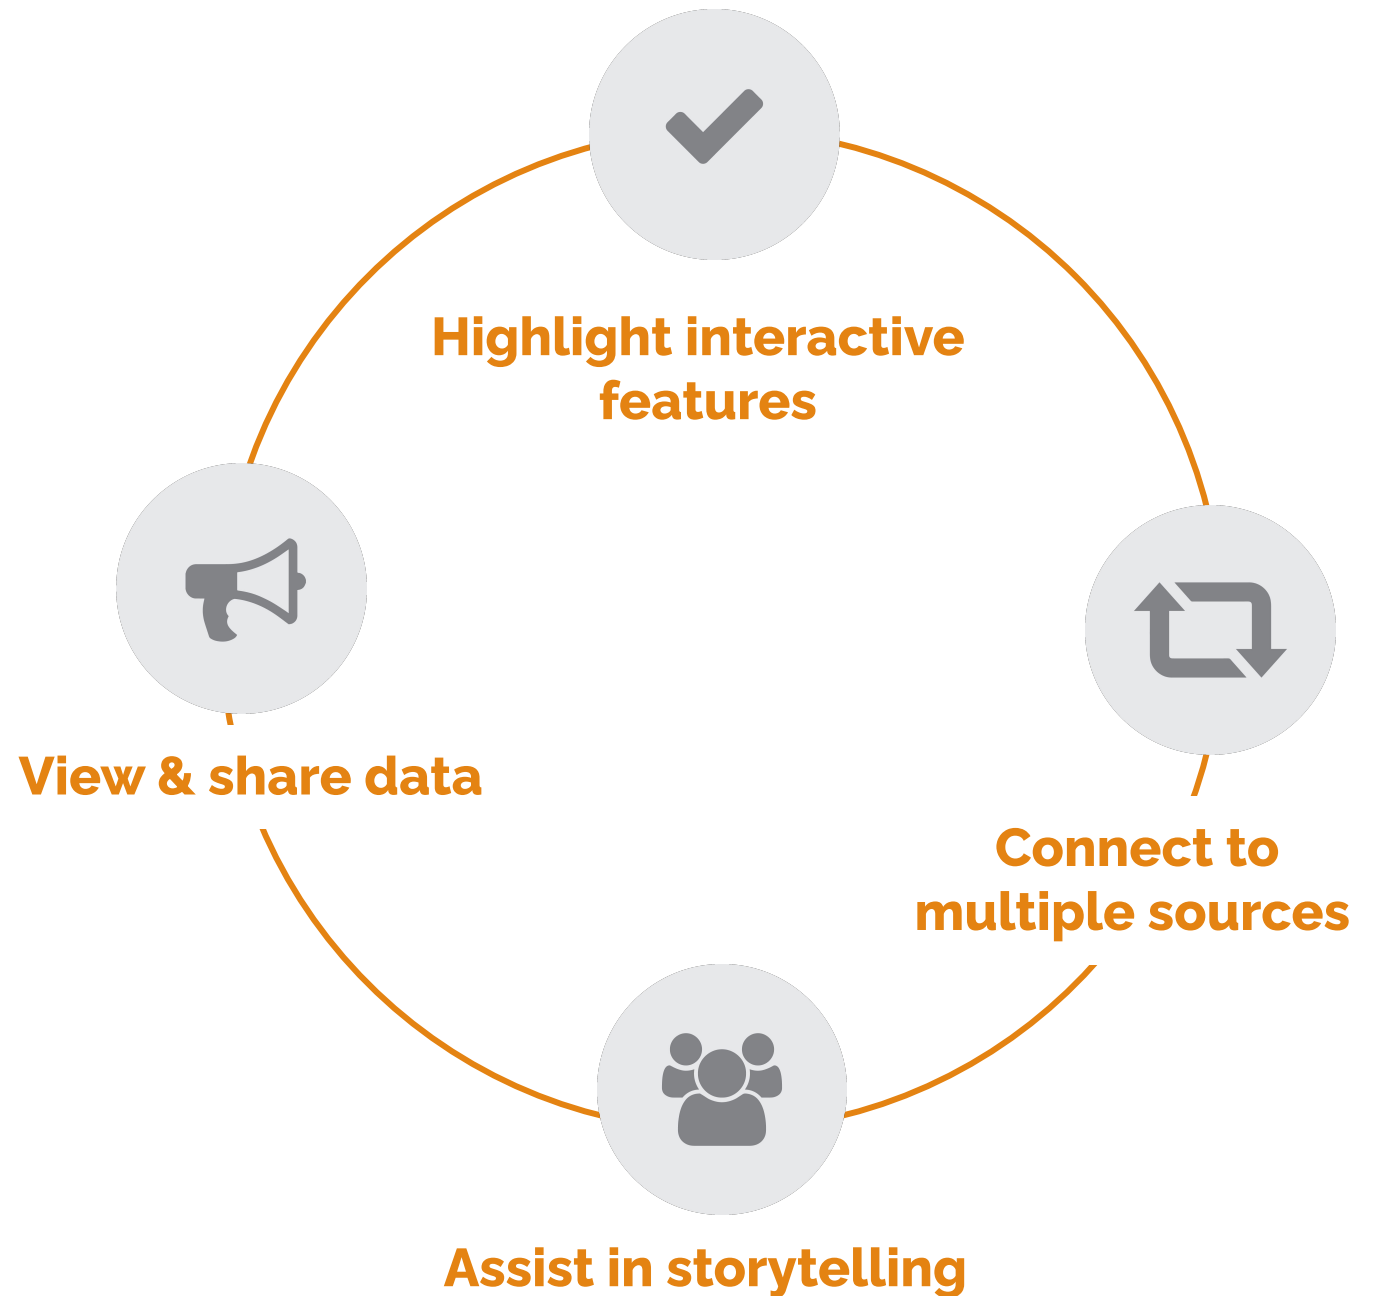 Highlight interactive
features
View & share data
Connect to
multiple sources
Assist in storytelling